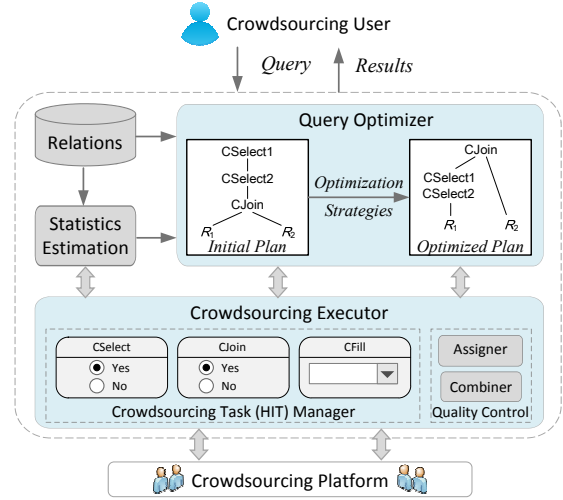 Crowdsourcing User
Query
Results
Relations
Statistics
Estimation
Query Optimizer
CSelect1
CSelect2
CJoin
R1
R2
Initial Plan
Optimization
Strategies
CJoin
CSelect1
CSelect2
R1
R2
Optimized Plan
Crowdsourcing Executor
CSelect
Yes
No
CJoin
Yes
No
CFill
Crowdsourcing Task (HIT) Manager
Assigner
Combiner
Quality Control
Crowdsourcing Platform